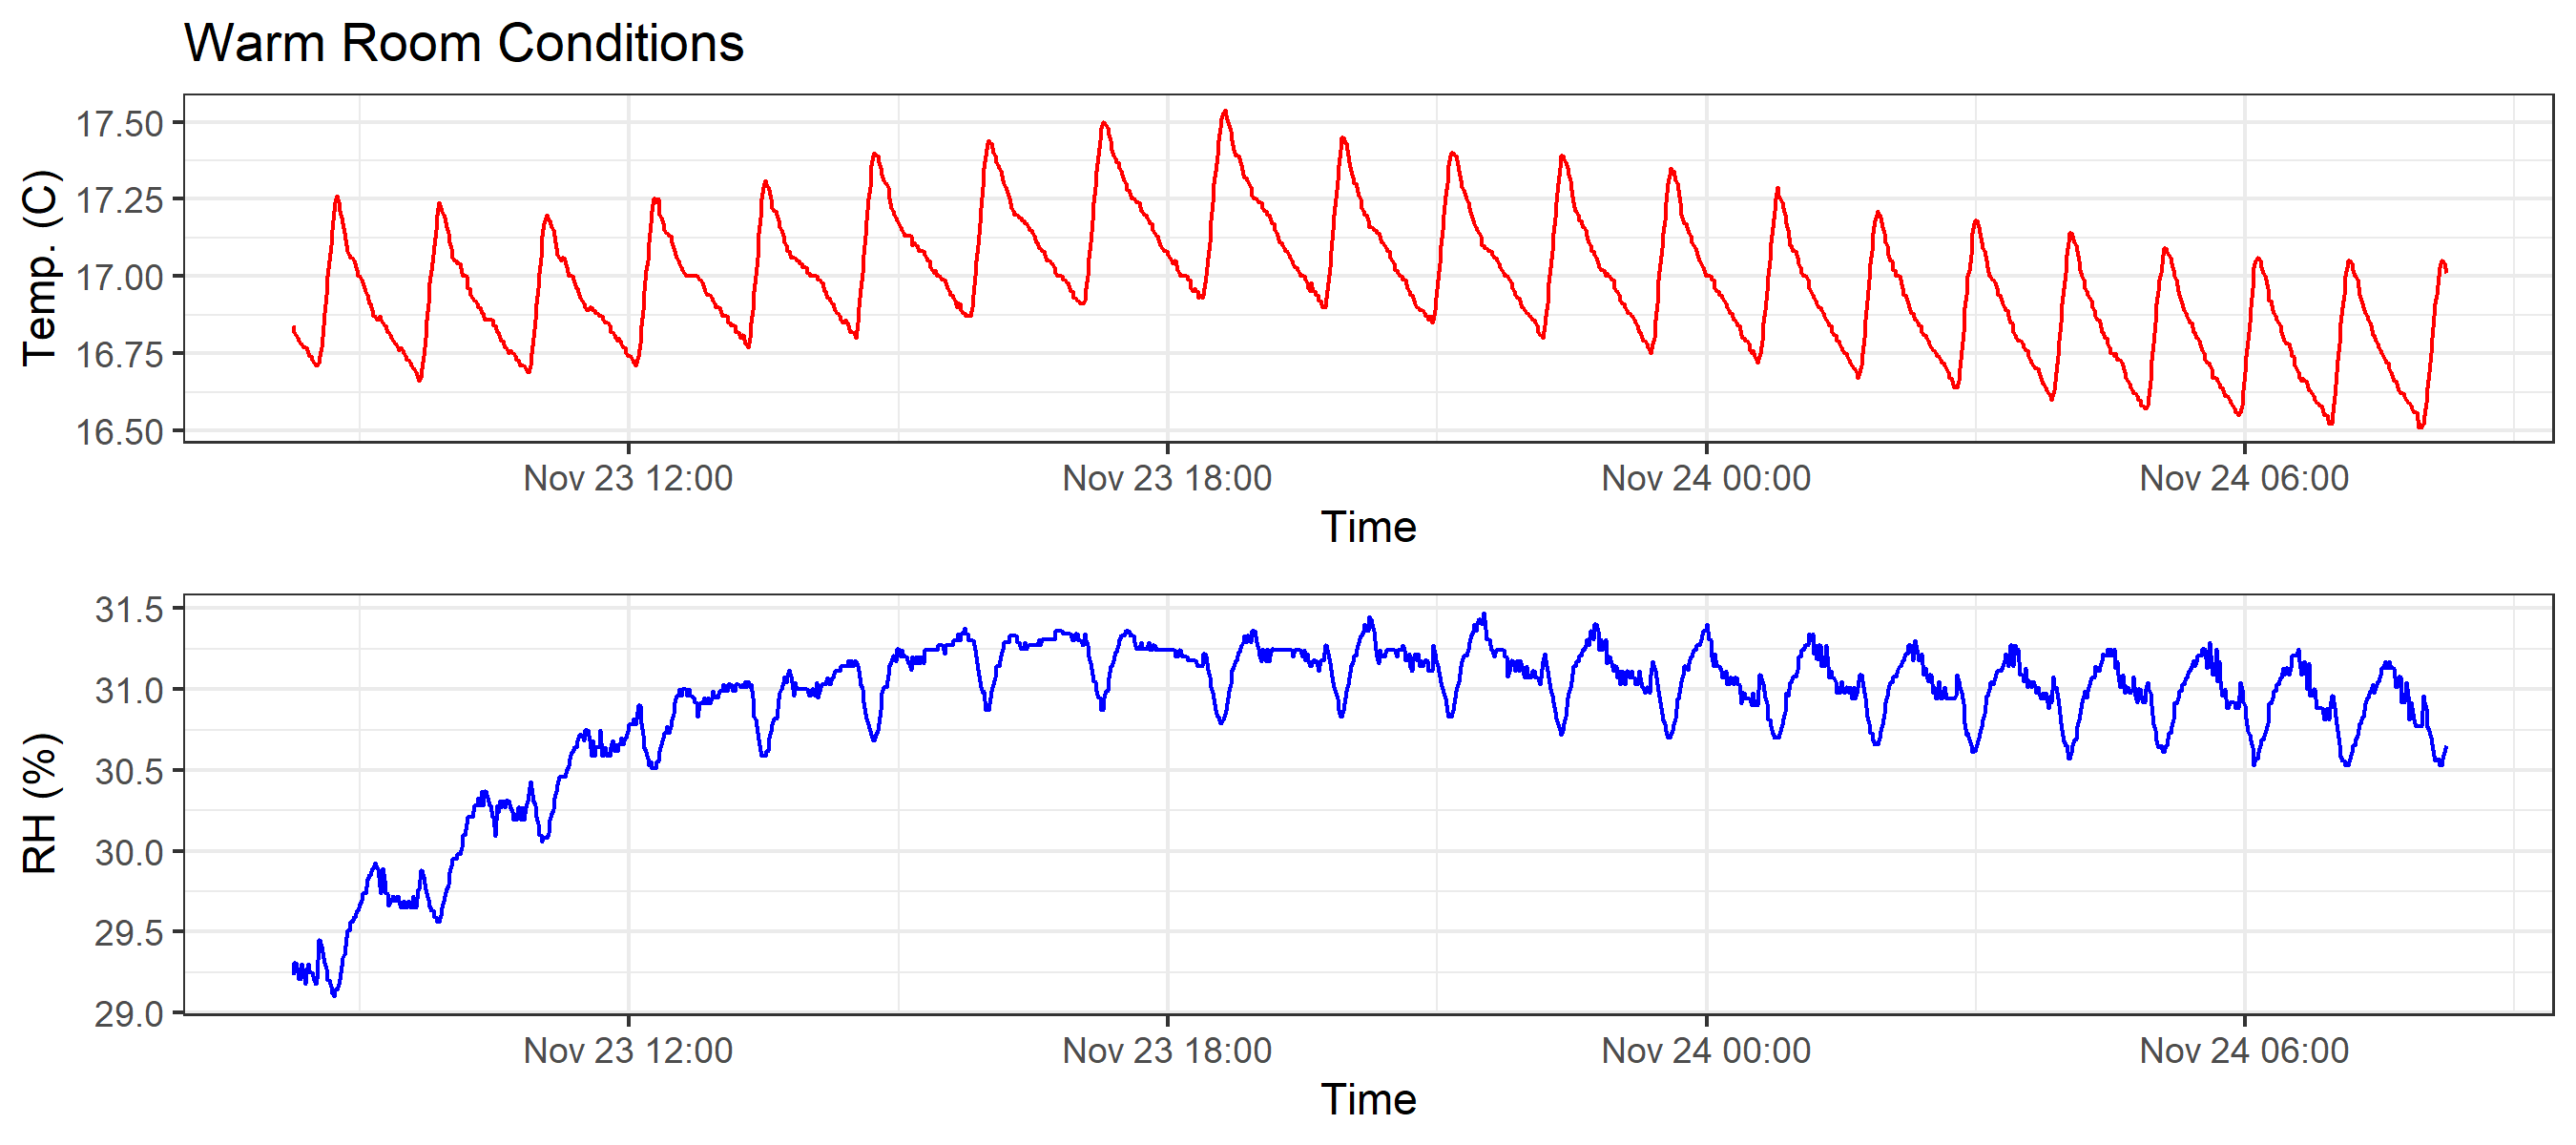 Warm Room Conditions
Temp. (C)
17.50
17.25
17.00
16.75
16.50
Nov 23 12:00 Nov 23 18:00 Nov 24 00:00 Nov 24 06:00
Time
RH (%)
31.5
31.0
30.5
30.0
29.5
29.0
Nov 23 12:00 Nov 23 18:00 Nov 24 00:00 Nov 24 06:00
Time